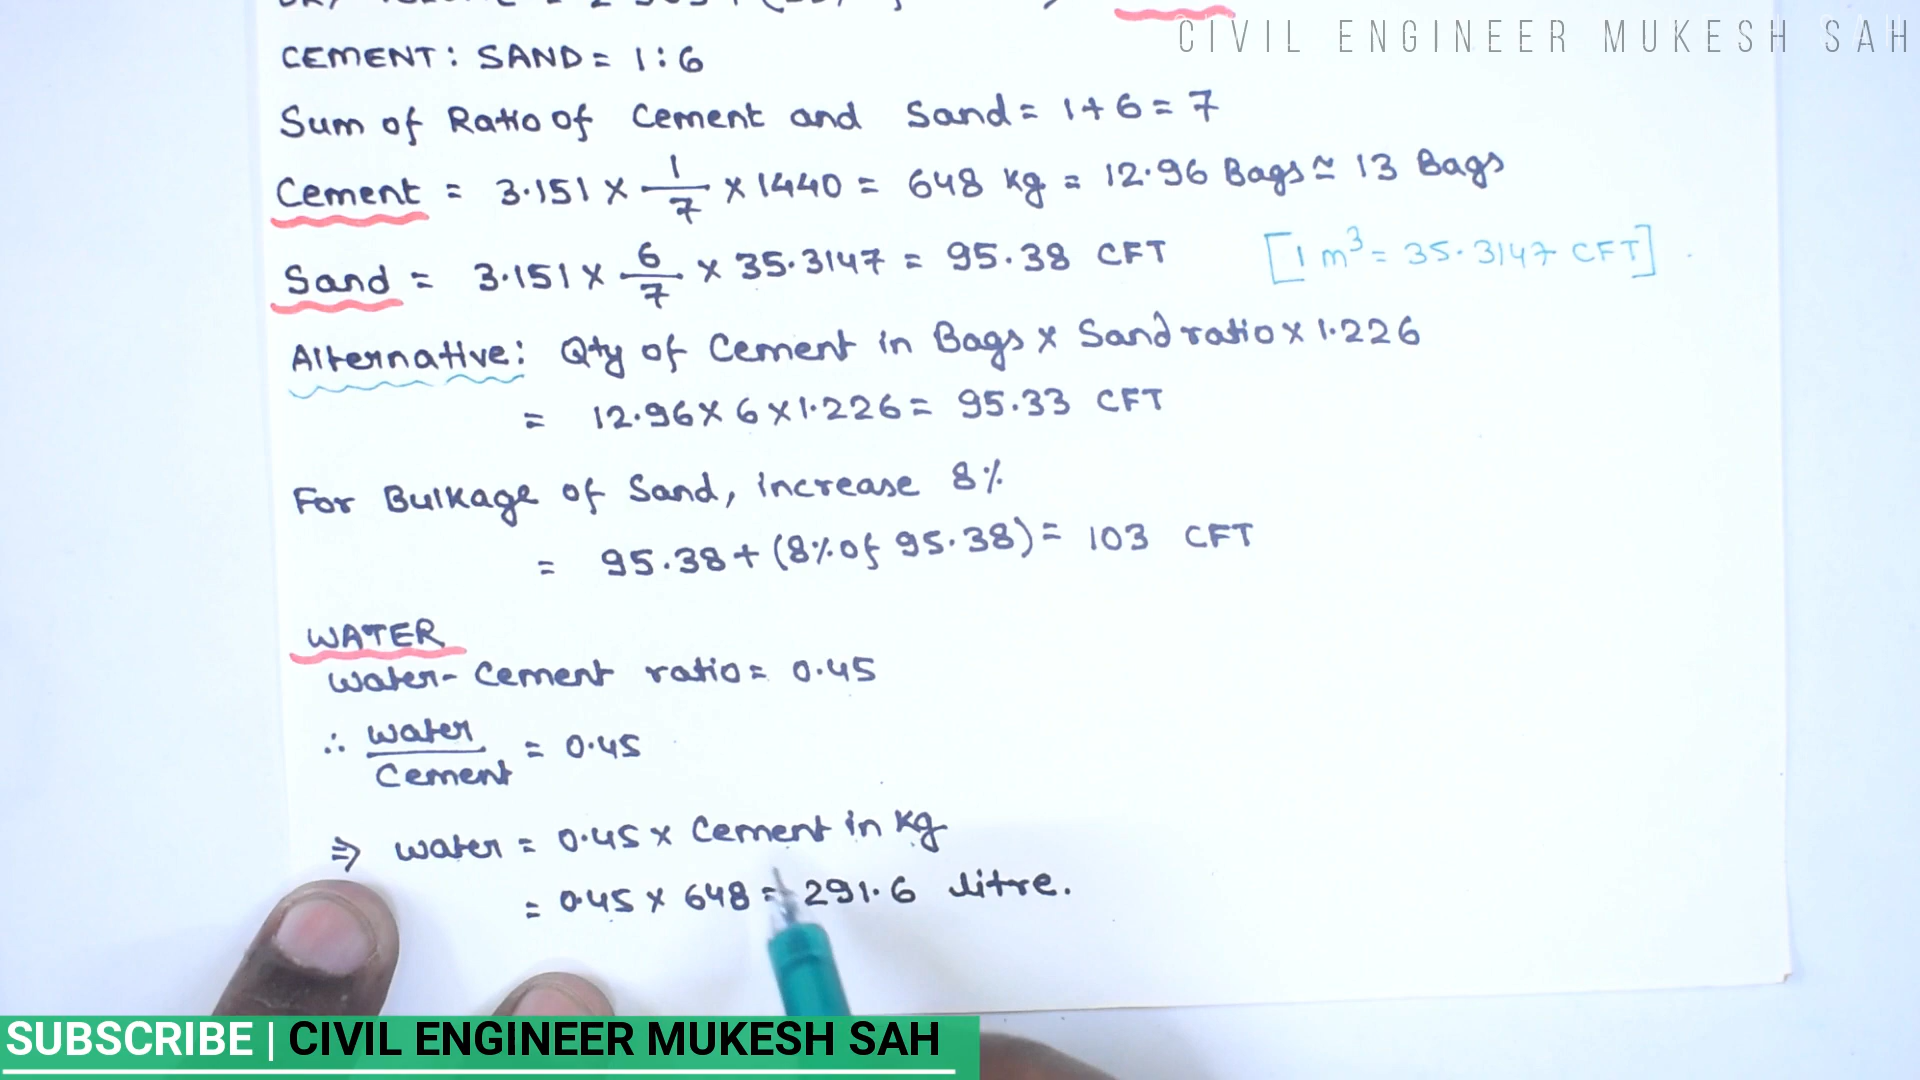 CIVIL ENGINEER MUKESH SAH
CEMENT: SAND = 1:6
Sum of Ratio of Cement and Sand = 1+6 = 7
Cement = 3.151 × 1/7 × 1440 = 648 kg = 12.96 Bags ≃ 13 Bags
Sand = 3.151 × 6/7 × 35.3147 = 95.38 CFT [1 m³ = 35.3147 CFT]
Alternative: Qty of Cement in Bags × Sand ratio × 1.226
= 12.96 × 6 × 1.226 = 95.33 CFT
For Bulkage of Sand, increase 8%
= 95.38 + (8% of 95.38) = 103 CFT
WATER
Water-Cement ratio = 0.45
∴ Water/Cement = 0.45
⇒ Water = 0.45 × Cement in kg
= 0.45 × 648 = 291.6 litre.
SUBSCRIBE | CIVIL ENGINEER MUKESH SAH